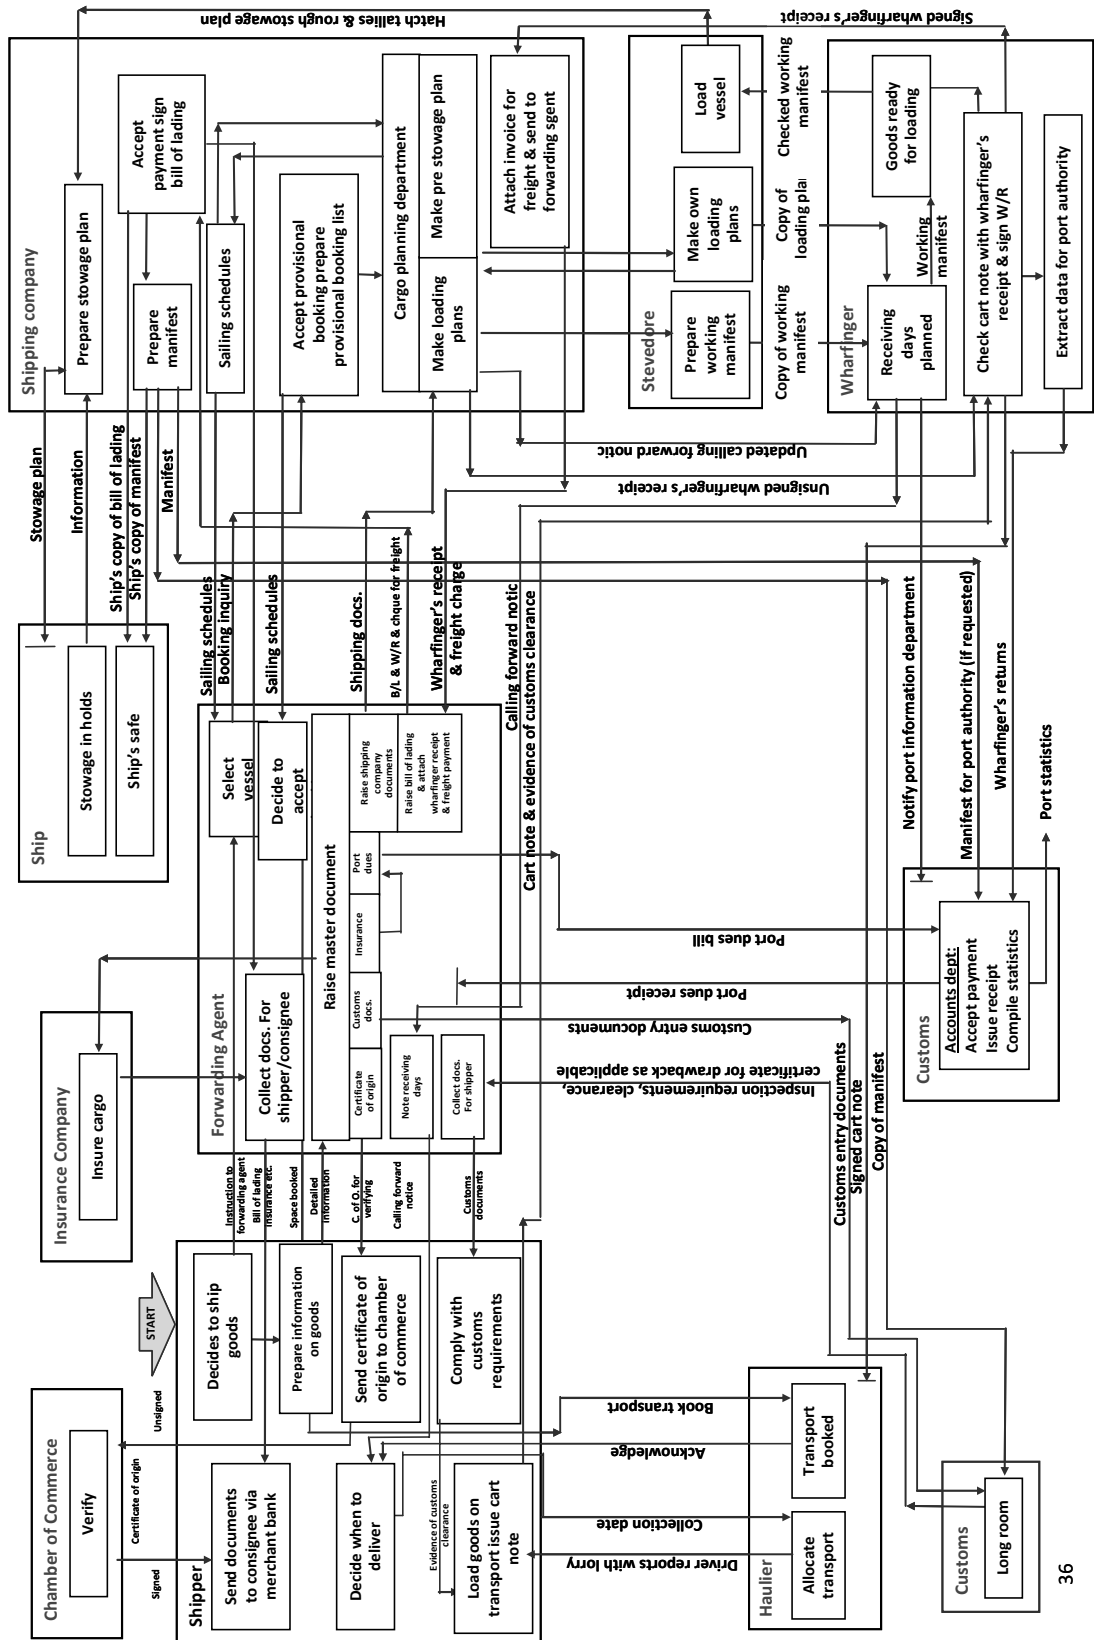 Chamber of Commerce
Verify
Signed
Certificate of origin
Unsigned
START
Insurance Company
Insure cargo
Ship
Stowage in holds
Ship's safe
Stowage plan
Information
Ship's copy of bill of lading
Ship's copy of manifest
Manifest
Shipping company
Prepare stowage plan
Accept
payment sign
bill of lading
Prepare
manifest
Sailing schedules
Accept provisional
booking prepare
provisional booking list
Cargo planning department
Make loading
plans
Make pre stowage plan
Attach invoice for
freight & send to
forwarding sgent
Hatch tallies & rough stowage plan
Shipper
Send documents
to consignee via
merchant bank
Decides to ship
goods
Prepare information
on goods
Send certificate of
origin to chamber
of commerce
Decide when to
deliver
Comply with
customs
requirements
Evidence of customs
clearance
Load goods on
transport issue cart
note
Instruction to
forwarding agent
Bill of lading
insurance etc.
Space booked
Detailed
information
C. of O. for
verifying
Calling forward
notice
Customs
documents
Forwarding Agent
Collect docs. For
shipper/consignee
Select
vessel
Decide to
accept
Raise master document
Certificate
of origin
Customs
docs.
Insurance
Port
dues
Raise shipping
company
documents
Raise bill of lading
& attach
wharfinger receipt
& freight payment
Note receiving
days
Collect docs.
For shipper
Sailing schedules
Booking inquiry
Sailing schedules
Shipping docs.
B/L & W/R & chque for freight
Wharfinger's receipt
& freight charge
Calling forward notic
Cart note & evidence of customs clearance
Updated calling forward notic
Unsigned wharfinger's receipt
Stevedore
Prepare
working
manifest
Make own
loading
plans
Load
vessel
Copy of working
manifest
Copy of
loading pla
Checked working
manifest
Signed wharfinger's receipt
Wharfinger
Receiving
days
planned
Working
manifest
Goods ready
for loading
Check cart note with wharfinger's
receipt & sign W/R
Extract data for port authority
Book transport
Acknowledge
Collection date
Driver reports with lorry
Haulier
Allocate
transport
Transport
booked
Customs
Long room
Port dues bill
Port dues receipt
Customs entry documents
Inspection requirements, clearance,
certificate for drawback as applicable
Customs entry documents
Signed cart note
Copy of manifest
Notify port information department
Manifest for port authority (if requested)
Wharfinger's returns
Port statistics
Customs
Accounts dept:
Accept payment
Issue receipt
Compile statistics
36